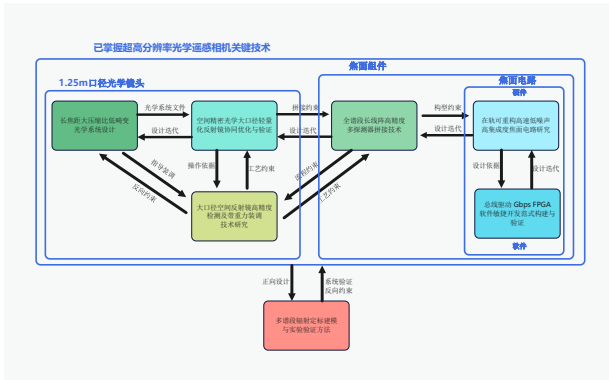 已掌握超高分辨率光学遥感相机关键技术
焦面组件
1.25m口径光学镜头
焦面电路
硬件
长焦距大压缩比低畸变
光学系统设计
光学系统文件
设计迭代
空间精密光学大口径轻量
化反射镜协同优化与验证
拼接约束
设计迭代
全谱段长线阵高精度
多探测器拼接技术
构型约束
设计迭代
在轨可重构高速低噪声
高集成度焦面电路研究
指导装调
反向约束
操作依据
工艺约束
流程约束
工艺约束
设计依据
设计迭代
大口径空间反射镜高精度
检测及带重力装调
技术研究
总线驱动 Gbps FPGA
软件敏捷开发范式构建与
验证
软件
正向设计
系统验证
反向约束
多谱段辐射定标建模
与实验验证方法